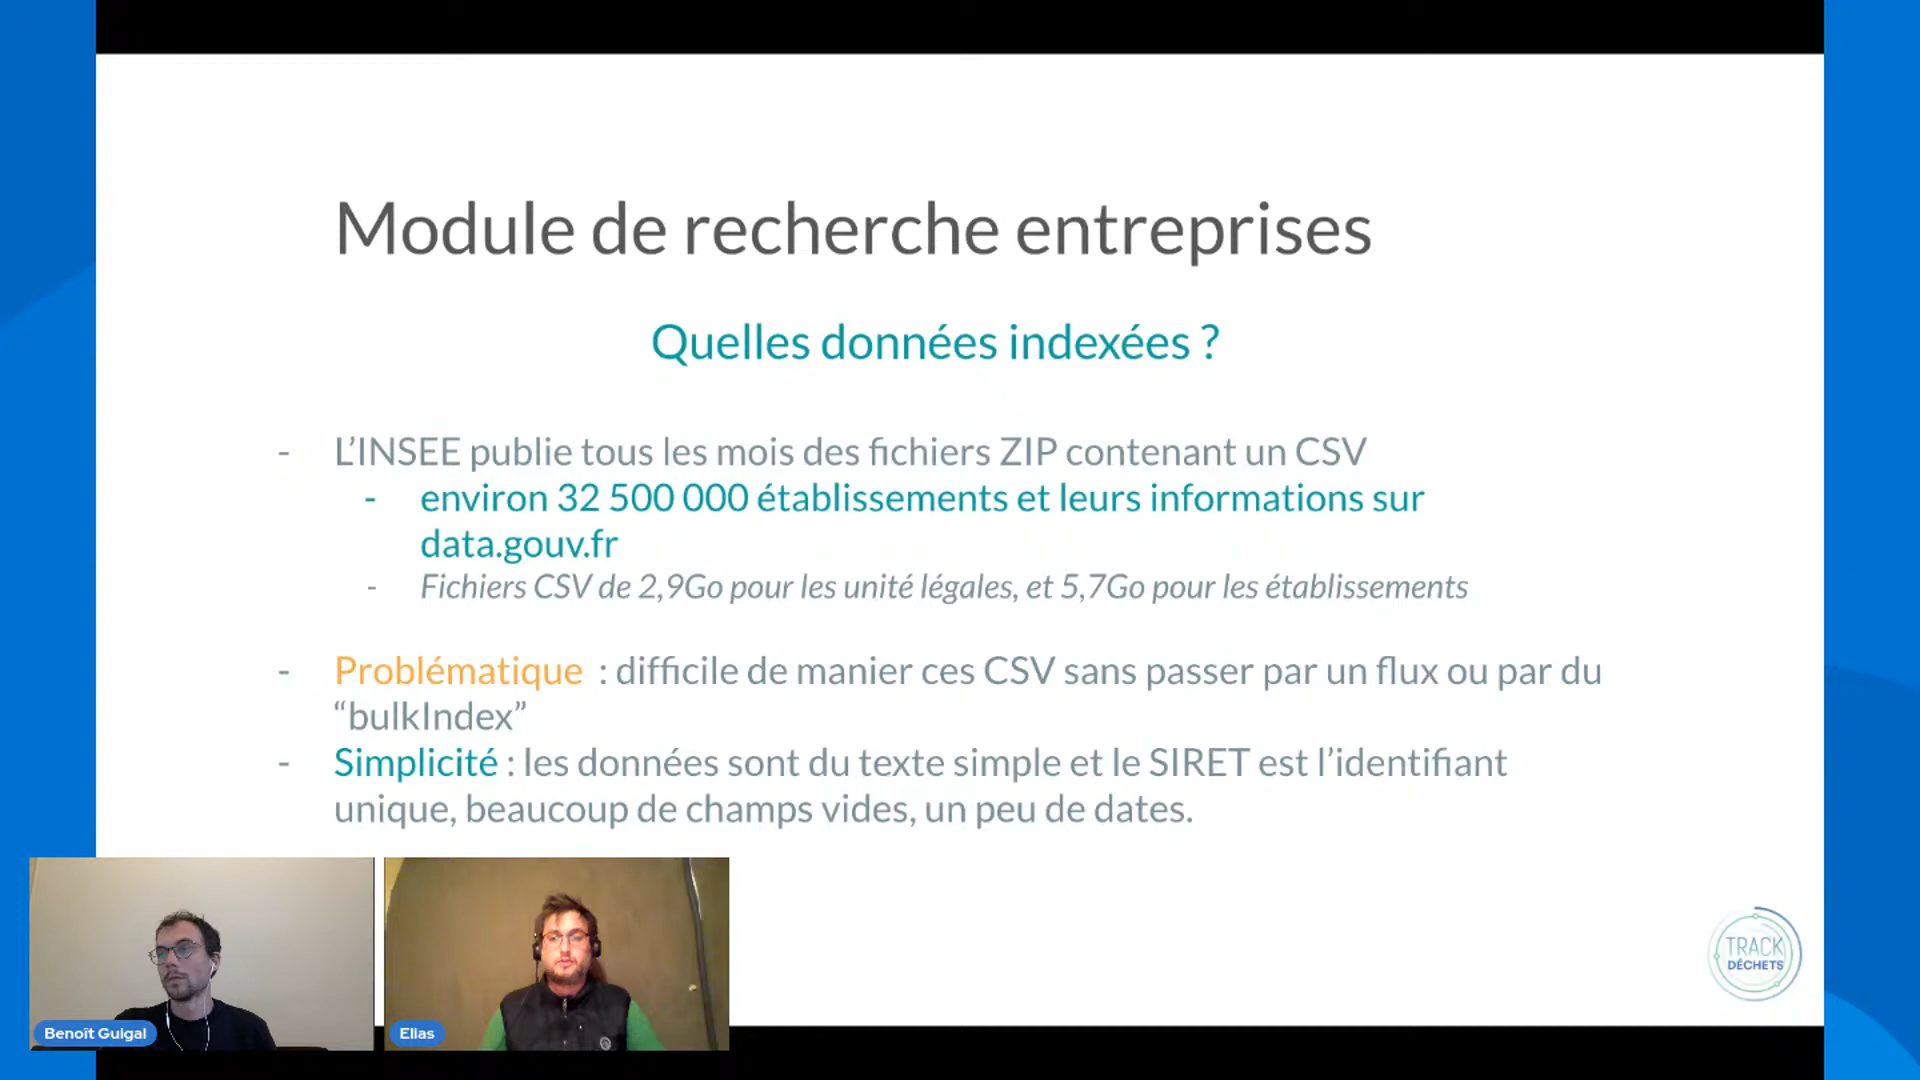 Module de recherche entreprises
Quelles données indexées ?
- L’INSEE publie tous les mois des fichiers ZIP contenant un CSV
- environ 32 500 000 établissements et leurs informations sur
data.gouv.fr
- Fichiers CSV de 2,9Go pour les unité légales, et 5,7Go pour les établissements
- Problématique : difficile de manier ces CSV sans passer par un flux ou par du
“bulkIndex”
- Simplicité : les données sont du texte simple et le SIRET est l’identifiant
unique, beaucoup de champs vides, un peu de dates.
TRACK
DÉCHETS
Benoît Guigal
Elias